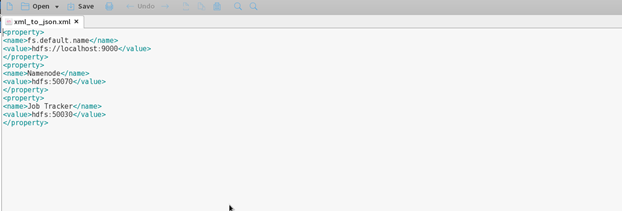 Open Save Undo
xml_to_json.xml
<property>
<name>fs.default.name</name>
<value>hdfs://localhost:9000</value>
</property>
<property>
<name>Namenode</name>
<value>hdfs:50070</value>
</property>
<property>
<name>Job Tracker</name>
<value>hdfs:50030</value>
</property>